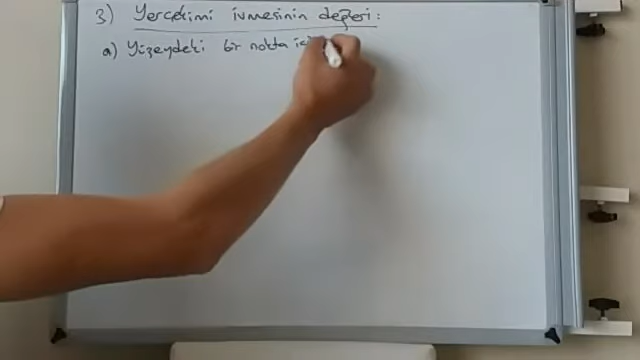 3) Yerçekimi ivmesinin değeri:
a) Yüzeydeki bir nokta